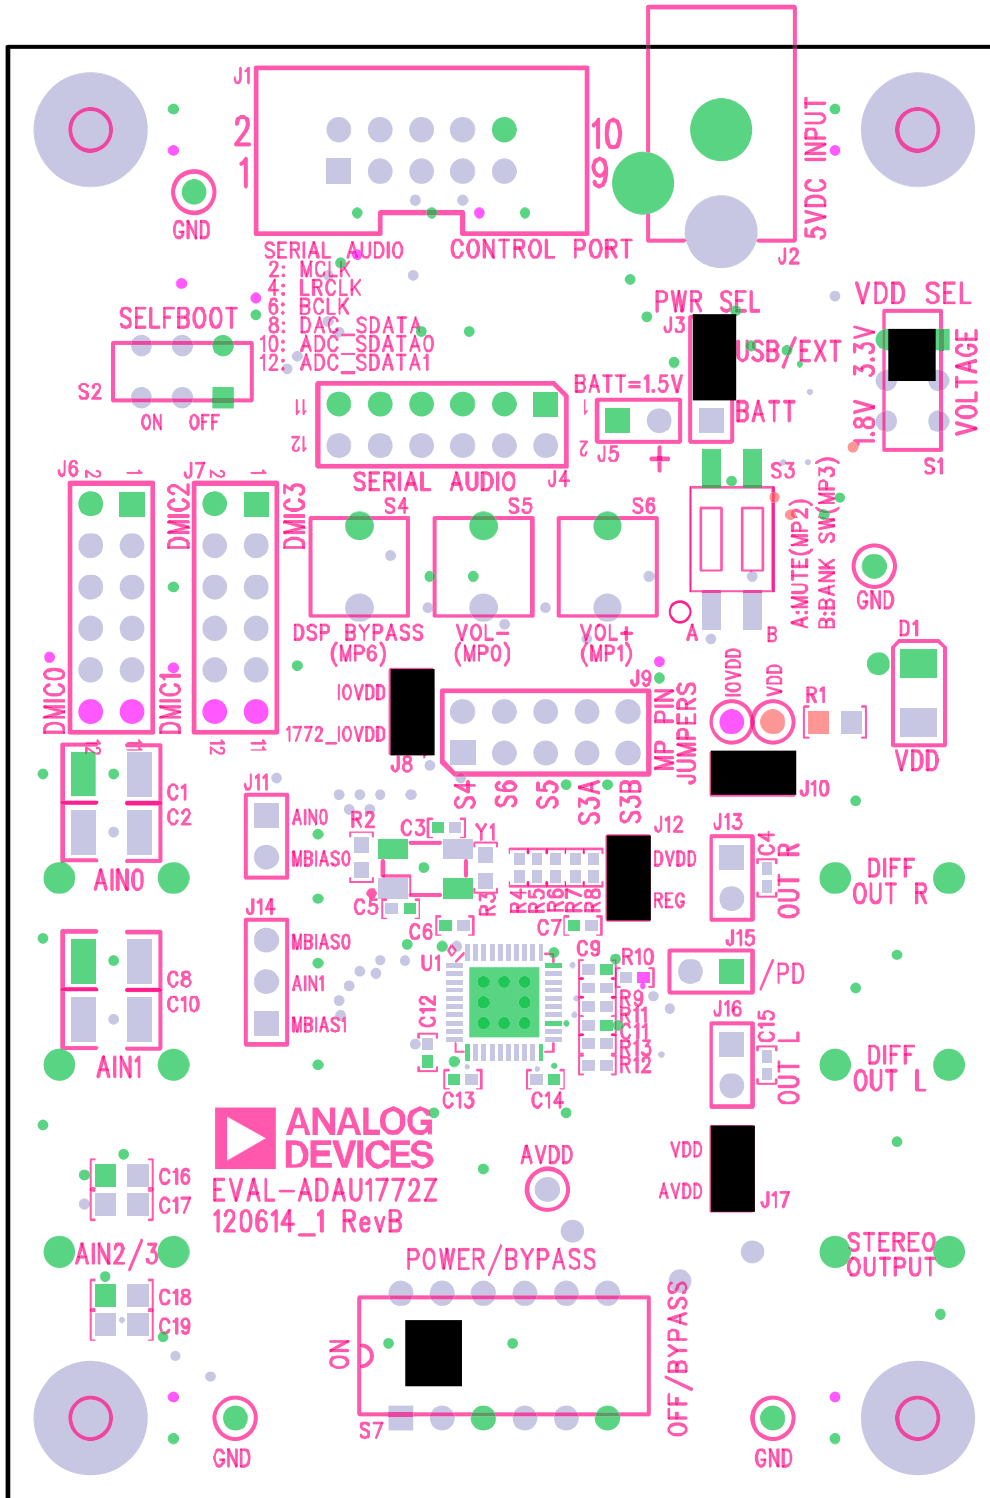 J1
2
1
10
9
5VDC INPUT
J2
GND
SERIAL AUDIO
2: MCLK
4: LRCLK
6: BCLK
8: DAC_SDATA
10: ADC_SDATA0
12: ADC_SDATA1
CONTROL PORT
PWR SEL
J3
USB/EXT
BATT
VDD SEL
3.3V
1.8V
VOLTAGE
S1
SELFBOOT
S2
ON OFF
BATT=1.5V
1
2
J5
+
11
12
J4
SERIAL AUDIO
S3
A:MUTE(MP2)
B:BANK SW(MP3)
A
B
J6
2
1
DMIC2
DMIC0
12
11
J7
2
1
DMIC3
DMIC1
12
11
S4
DSP BYPASS
(MP6)
S5
VOL-
(MP0)
S6
VOL+
(MP1)
GND
D1
VDD
IOVDD
VDD
R1
IOVDD
1772_IOVDD
J8
J9
MP PIN
JUMPERS
S4
S6
S5
S3A
S3B
J10
C1
C2
AIN0
J11
AIN0
MBIAS0
R2
C3
Y1
C5
R3
R4
R5
R6
R7
R8
J12
DVDD
REG
J13
C4
OUT R
DIFF
OUT R
C6
C7
J14
MBIAS0
AIN1
MBIAS1
C8
C10
AIN1
U1
C9
R10
R9
R11
C11
R13
R12
C12
C13
C14
J15
/PD
J16
C15
OUT L
DIFF
OUT L
ANALOG
DEVICES
EVAL-ADAU1772Z
120614_1 RevB
AVDD
VDD
AVDD
J17
C16
C17
AIN2/3
C18
C19
STEREO
OUTPUT
POWER/BYPASS
ON
OFF/BYPASS
S7
GND
GND